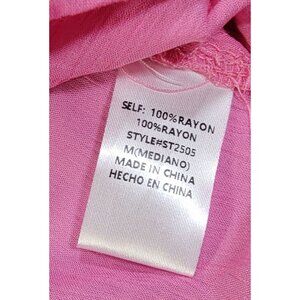 SELF: 100%RAYON
100%RAYON
STYLE#ST2505
M(MEDIANO)
MADE IN CHINA
HECHO EN CHINA